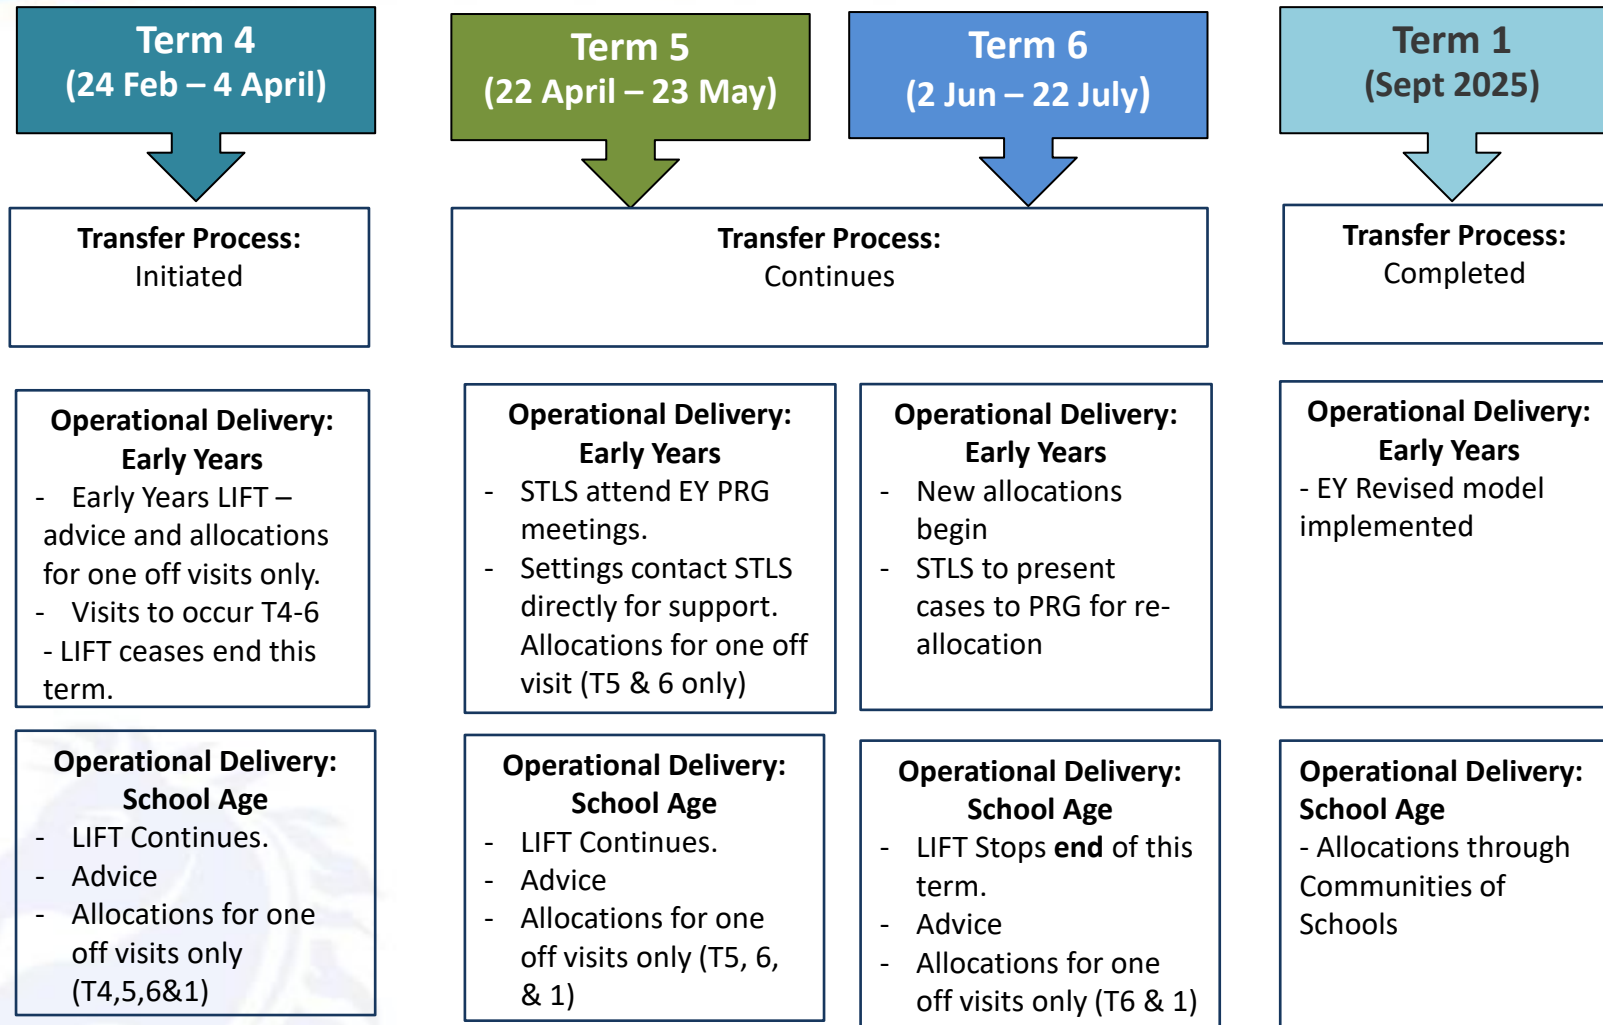 Term 4
(24 Feb – 4 April)
Term 5
(22 April – 23 May)
Term 6
(2 Jun – 22 July)
Term 1
(Sept 2025)
Transfer Process:
Initiated
Transfer Process:
Continues
Transfer Process:
Completed
Operational Delivery:
Early Years
- Early Years LIFT –
advice and allocations
for one off visits only.
- Visits to occur T4-6
- LIFT ceases end this
term.
Operational Delivery:
Early Years
- STLS attend EY PRG
meetings.
- Settings contact STLS
directly for support.
Allocations for one off
visit (T5 & 6 only)
Operational Delivery:
Early Years
- New allocations
begin
- STLS to present
cases to PRG for re-
allocation
Operational Delivery:
Early Years
- EY Revised model
implemented
Operational Delivery:
School Age
- LIFT Continues.
- Advice
- Allocations for one
off visits only
(T4,5,6&1)
Operational Delivery:
School Age
- LIFT Continues.
- Advice
- Allocations for one
off visits only (T5, 6,
& 1)
Operational Delivery:
School Age
- LIFT Stops end of this
term.
- Advice
- Allocations for one
off visits only (T6 & 1)
Operational Delivery:
School Age
- Allocations through
Communities of
Schools